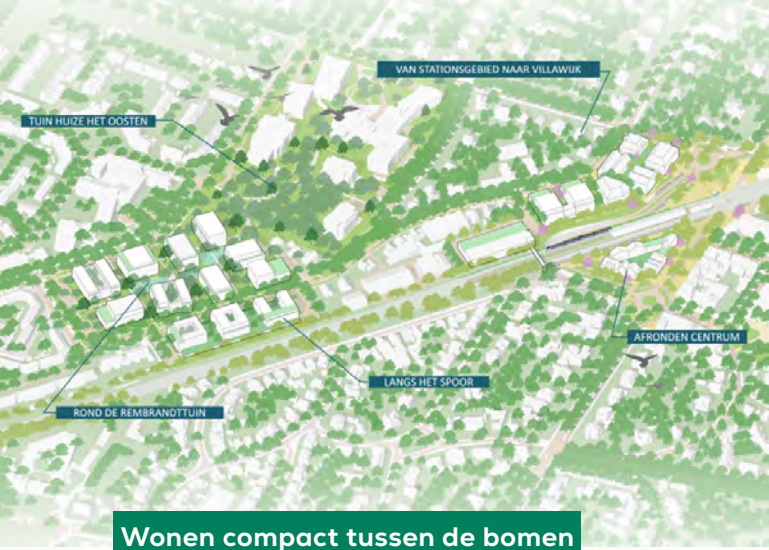 VAN STATIONSGEBIED NAAR VILLAWIJK
TUIN HUIZE HET OOSTEN
AFRONDEN CENTRUM
LANGS HET SPOOR
ROND DE REMBRANDTTUIN
Wonen compact tussen de bomen